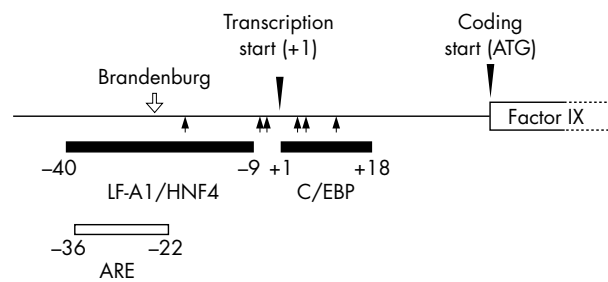 Transcription
start (+1)
Coding
start (ATG)
Brandenburg
Factor IX
–40
–9
+1
+18
LF-A1/HNF4
C/EBP
–36
–22
ARE